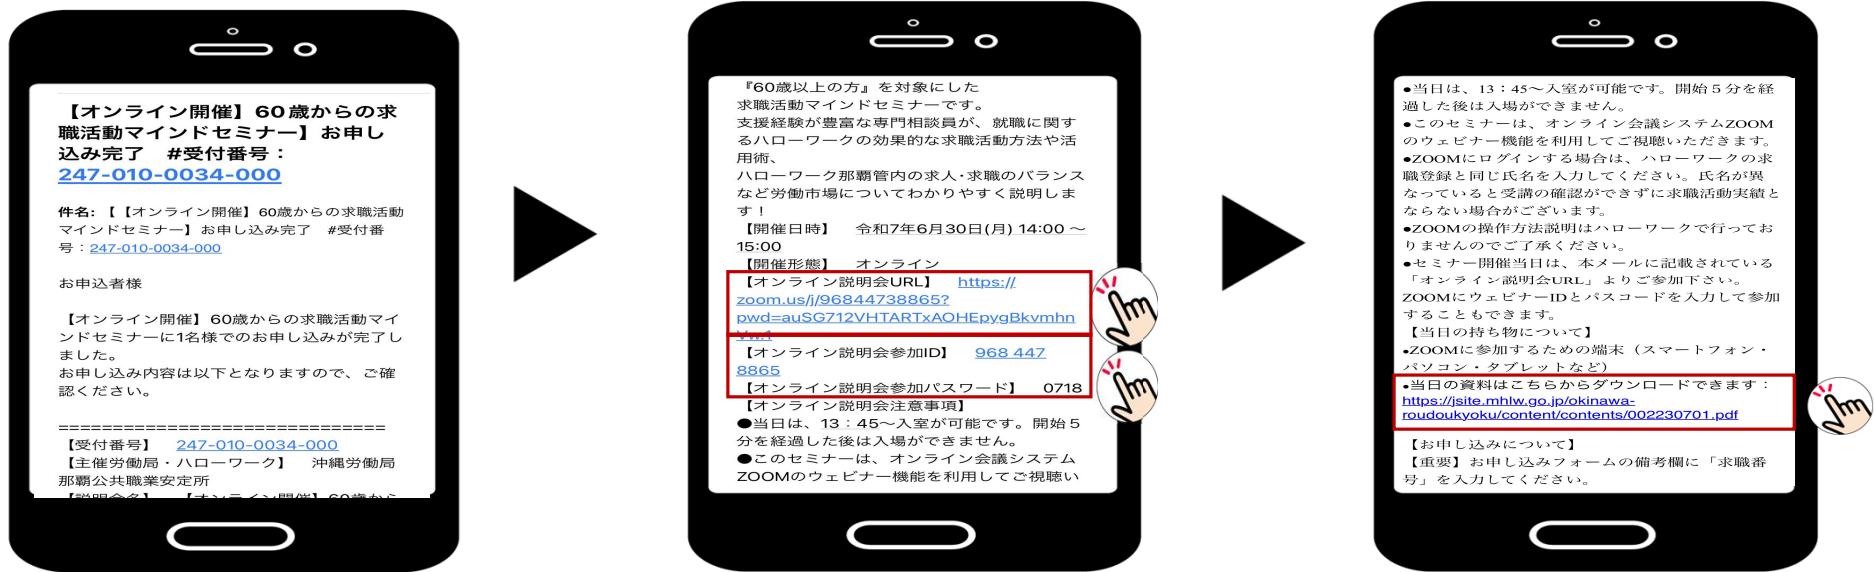 【オンライン開催】60歳からの求
職活動マインドセミナー】お申し
込み完了　#受付番号：
247-010-0034-000
件名: 【【オンライン開催】60歳からの求職活動
マインドセミナー】お申し込み完了　#受付番
号：247-010-0034-000
お申込者様
【オンライン開催】60歳からの求職活動マイ
ンドセミナーに1名様でのお申し込みが完了し
ました。
お申し込み内容は以下となりますので、ご確
認ください。
==============================
【受付番号】　247-010-0034-000
【主催労働局・ハローワーク】　沖縄労働局
那覇公共職業安定所
【説明会名】　【オンライン開催】60歳から
『60歳以上の方』を対象にした
求職活動マインドセミナーです。
支援経験が豊富な専門相談員が、就職に関す
るハローワークの効果的な求職活動方法や活
用術、
ハローワーク那覇管内の求人･求職のバランス
など労働市場についてわかりやすく説明しま
す！
【開催日時】　令和7年6月30日(月) 14:00 ～
15:00
【開催形態】　オンライン
【オンライン説明会URL】　https://
zoom.us/j/96844738865?
pwd=auSG712VHTARTxAOHEpygBkvmhn
【オンライン説明会参加ID】　968 447
8865
【オンライン説明会参加パスワード】　0718
【オンライン説明会注意事項】
●当日は、13：45～入室が可能です。開始５
分を経過した後は入場ができません。
●このセミナーは、オンライン会議システム
ZOOMのウェビナー機能を利用してご視聴い
●当日は、13：45～入室が可能です。開始５分を経
過した後は入場ができません。
●このセミナーは、オンライン会議システムZOOM
のウェビナー機能を利用してご視聴いただきます。
●ZOOMにログインする場合は、ハローワークの求
職登録と同じ氏名を入力してください。氏名が異
なっていると受講の確認ができずに求職活動実績と
ならない場合がございます。
●ZOOMの操作方法説明はハローワークで行ってお
りませんのでご了承ください。
●セミナー開催当日は、本メールに記載されている
「オンライン説明会URL」よりご参加下さい。
ZOOMにウェビナーIDとパスコードを入力して参加
することもできます。
【当日の持ち物について】
●ZOOMに参加するための端末（スマートフォン・
パソコン・タブレットなど）
●当日の資料はこちらからダウンロードできます：
https://jsite.mhlw.go.jp/okinawa-
roudoukyoku/content/contents/002230701.pdf
【お申し込みについて】
【重要】お申し込みフォームの備考欄に「求職番
号」を入力してください。